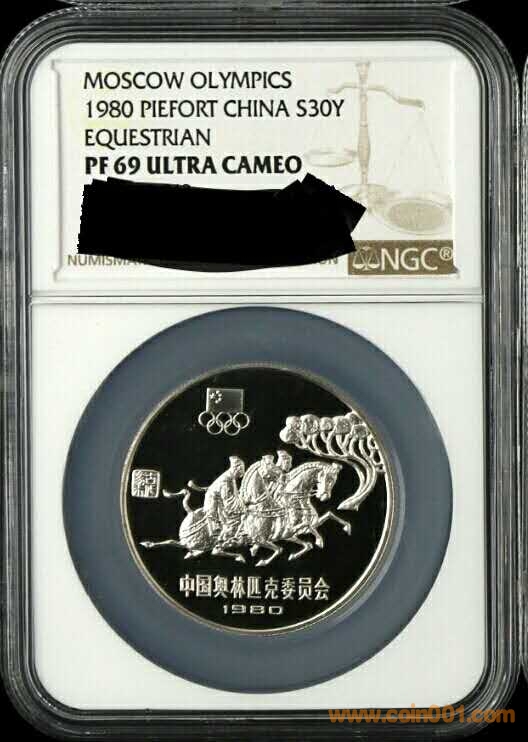 MOSCOW OLYMPICS
1980 PIEFORT CHINA S30Y
EQUESTRIAN
PF 69 ULTRA CAMEO
NGC®
中国奥林匹克委员会
1980
www.coin001.com